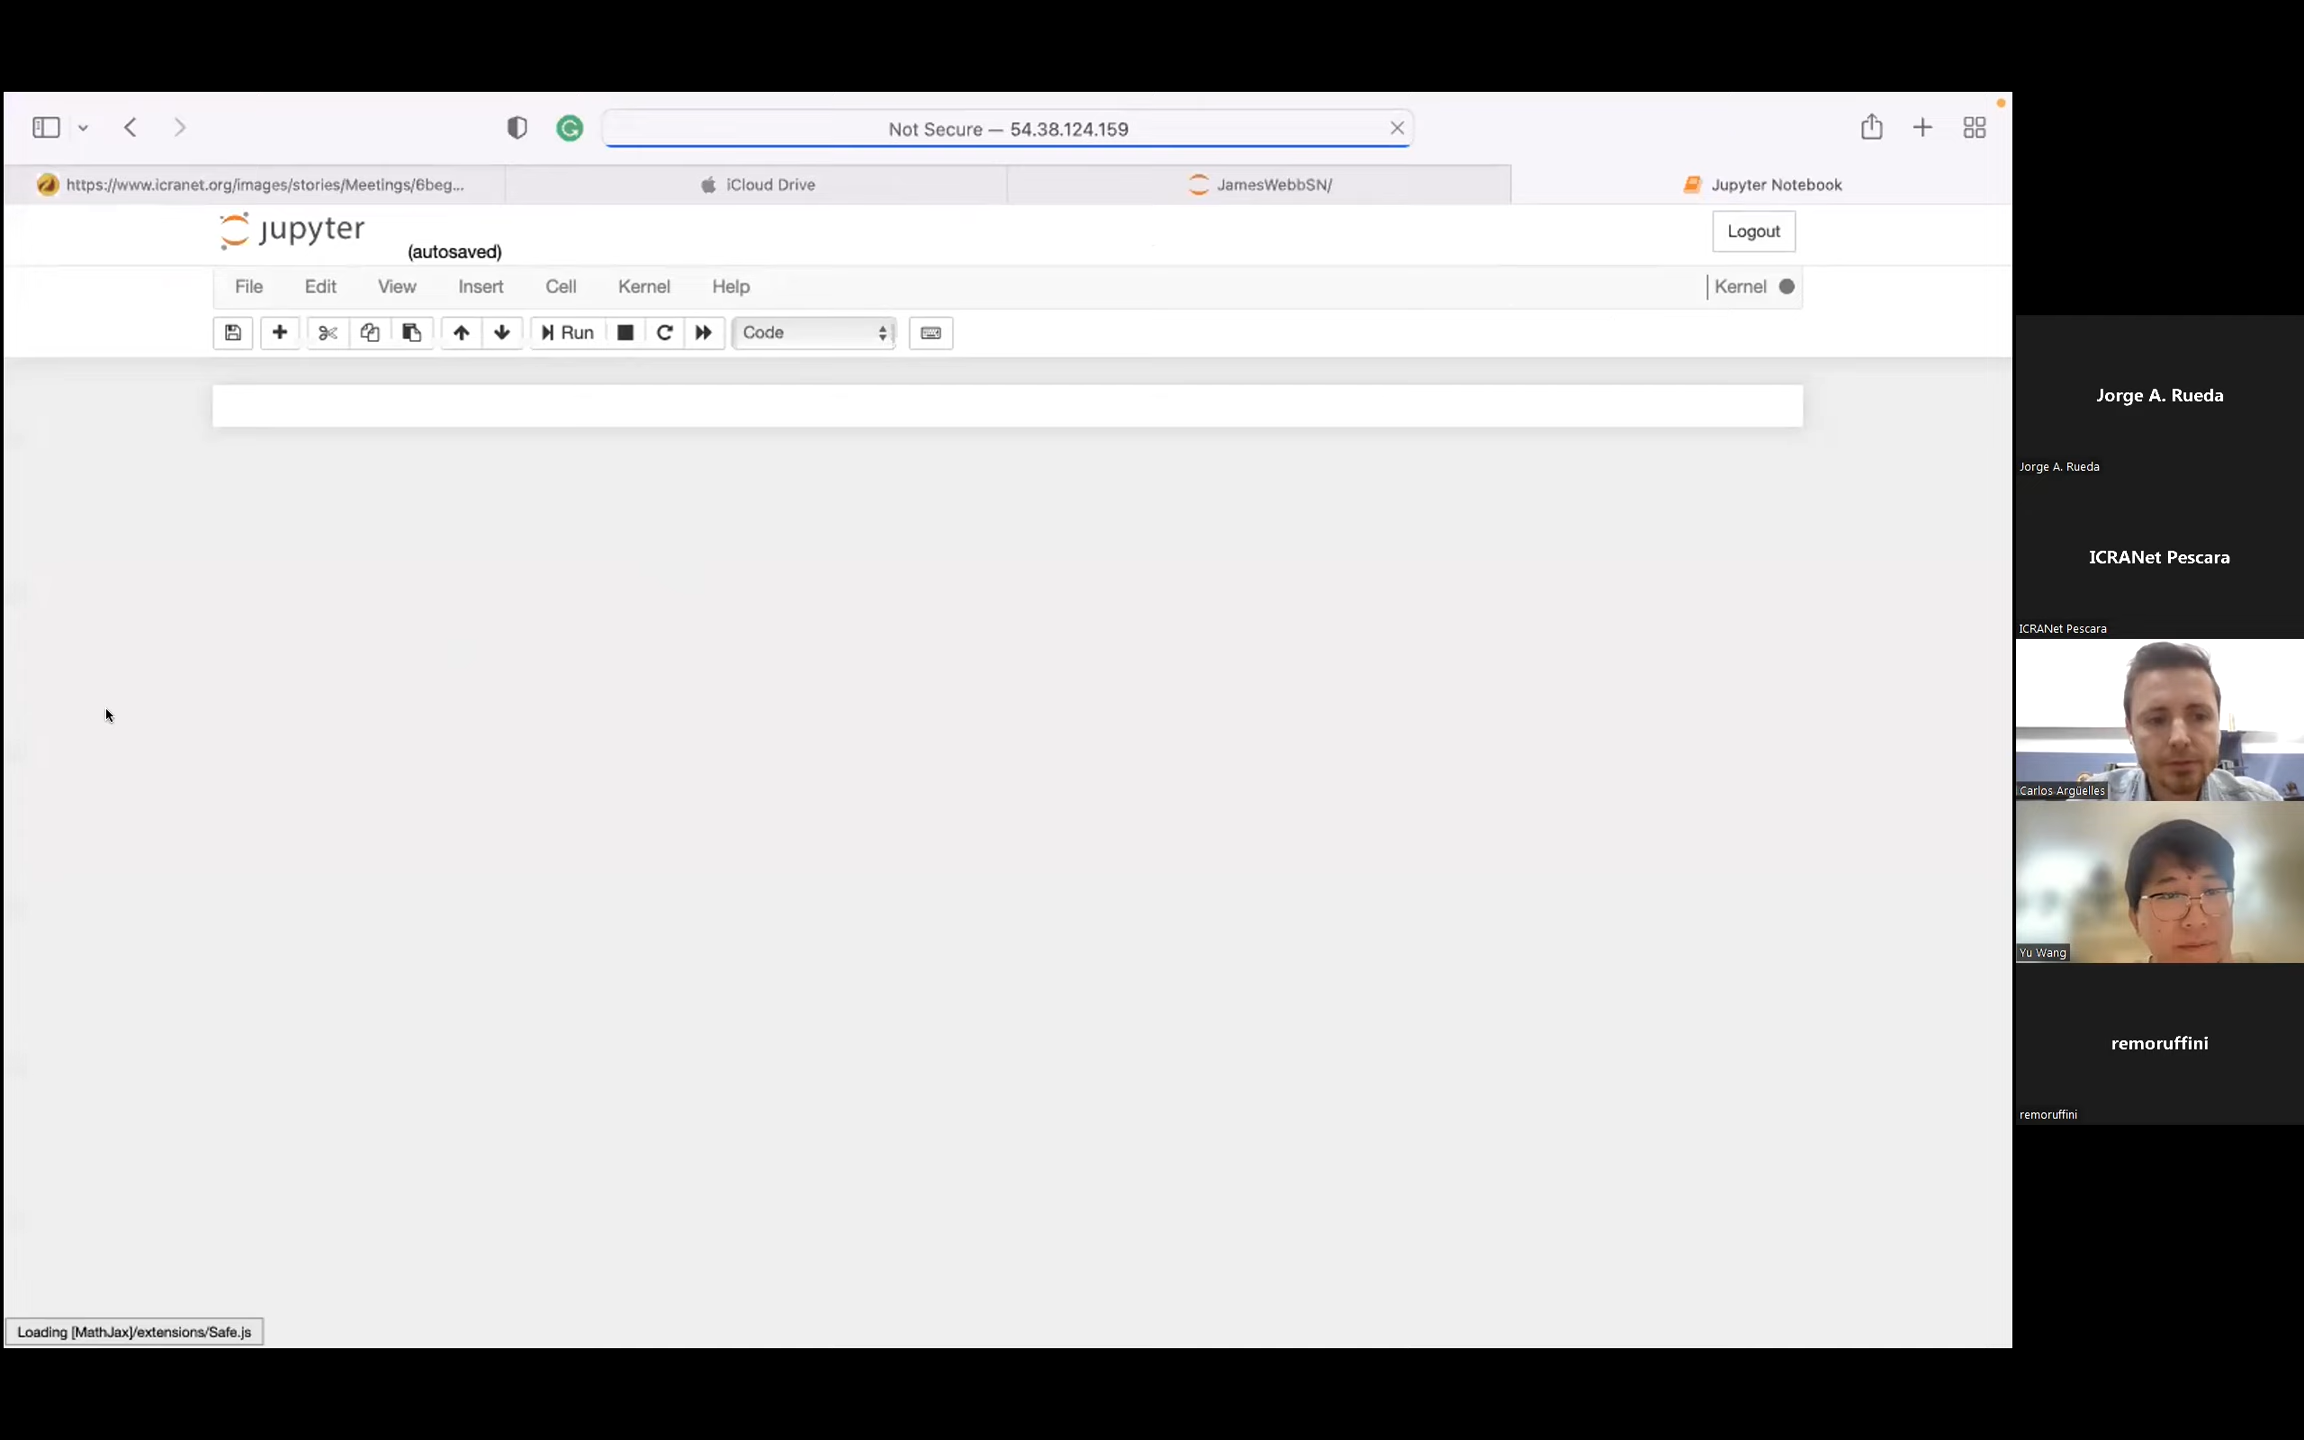 Not Secure — 54.38.124.159
https://www.icranet.org/images/stories/Meetings/6beg...
iCloud Drive
JamesWebbSN/
Jupyter Notebook
jupyter
(autosaved)
Logout
File Edit View Insert Cell Kernel Help
Kernel
Run
Code
Loading [MathJax]/extensions/Safe.js
Jorge A. Rueda
Jorge A. Rueda
ICRANet Pescara
ICRANet Pescara
Carlos Argüelles
Yu Wang
remoruffini
remoruffini